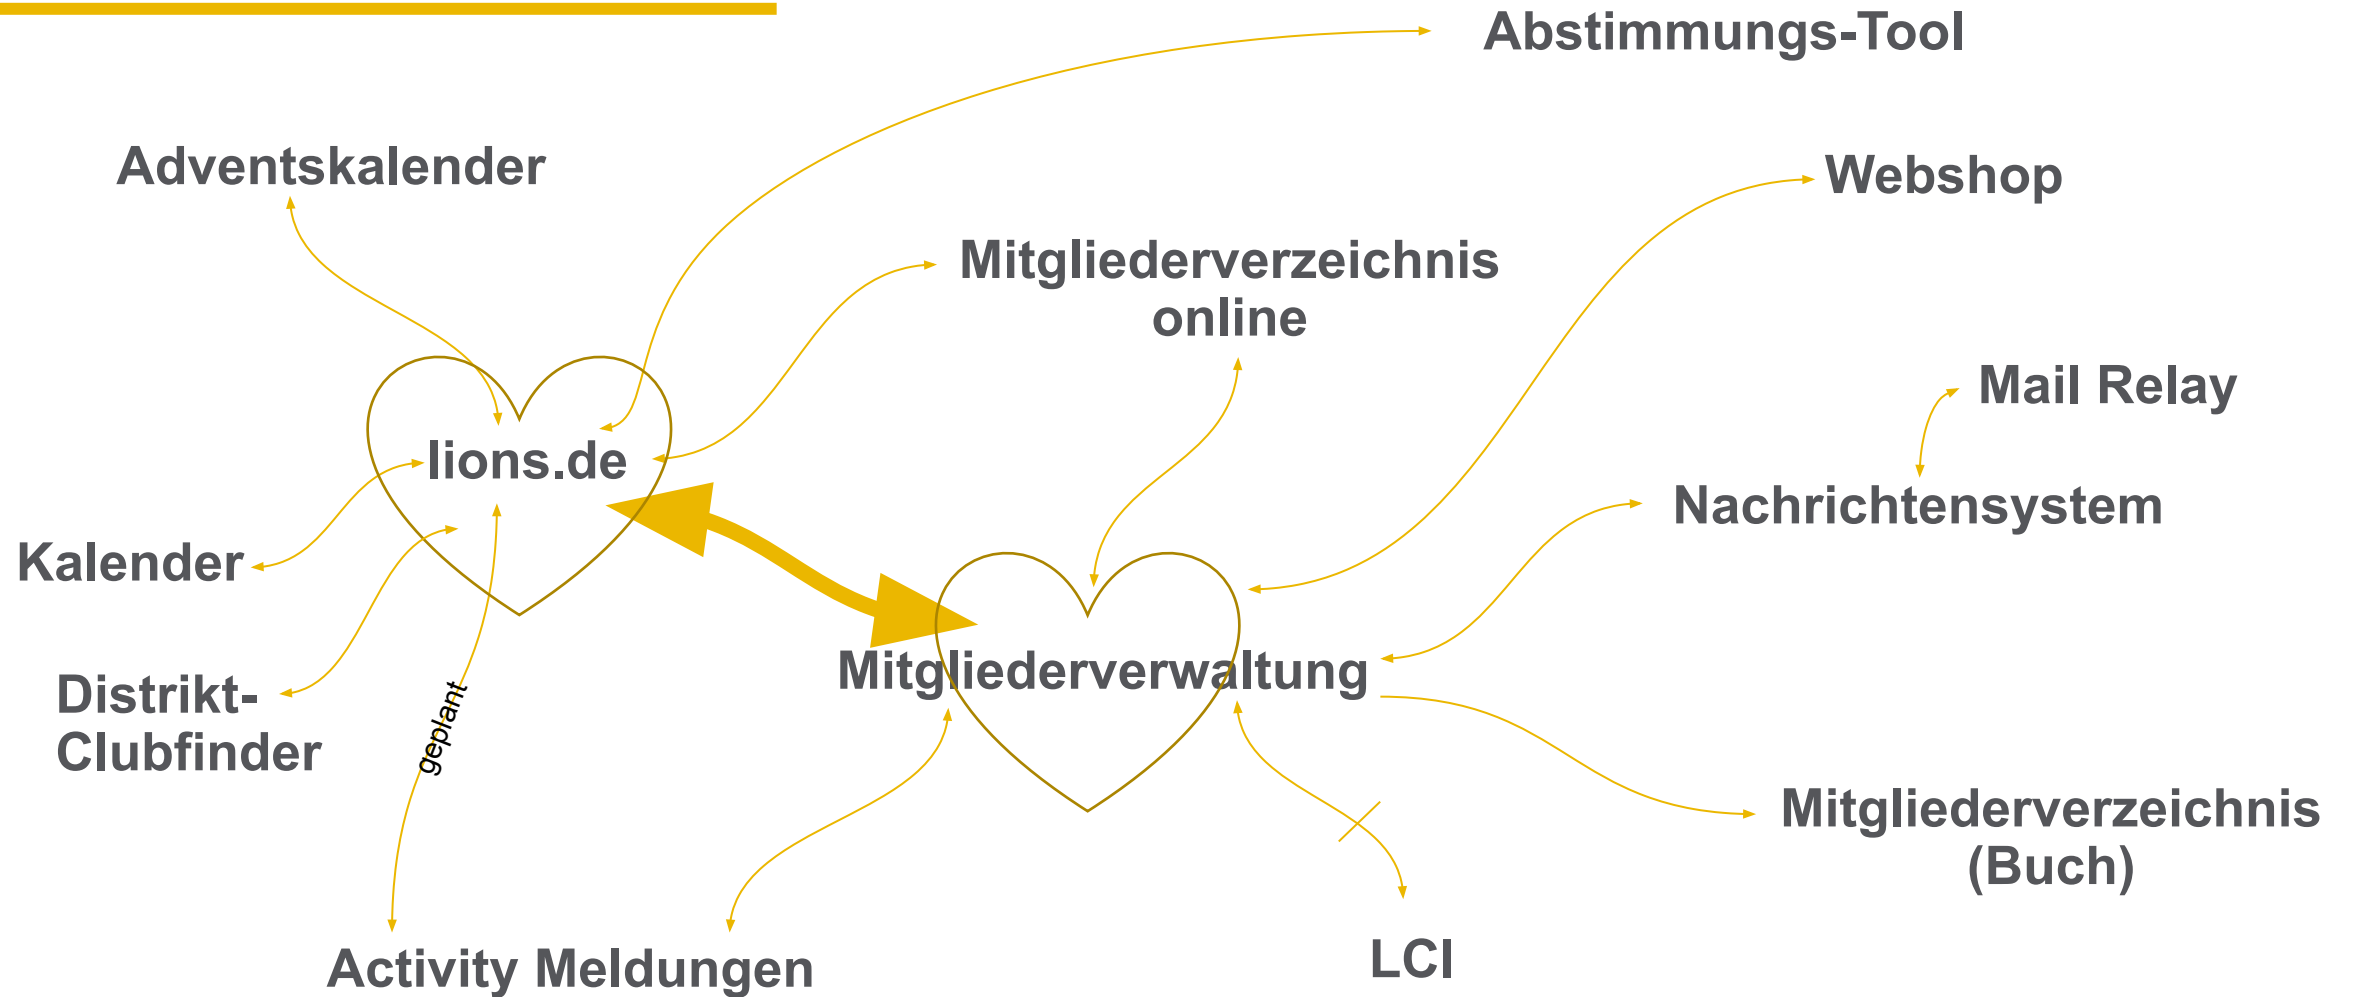 Abstimmungs-Tool
Adventskalender
Webshop
Mitgliederverzeichnis
online
Mail Relay
lions.de
Nachrichtensystem
Kalender
Mitgliederverwaltung
Distrikt-
Clubfinder
geplant
Mitgliederverzeichnis
(Buch)
Activity Meldungen
LCI